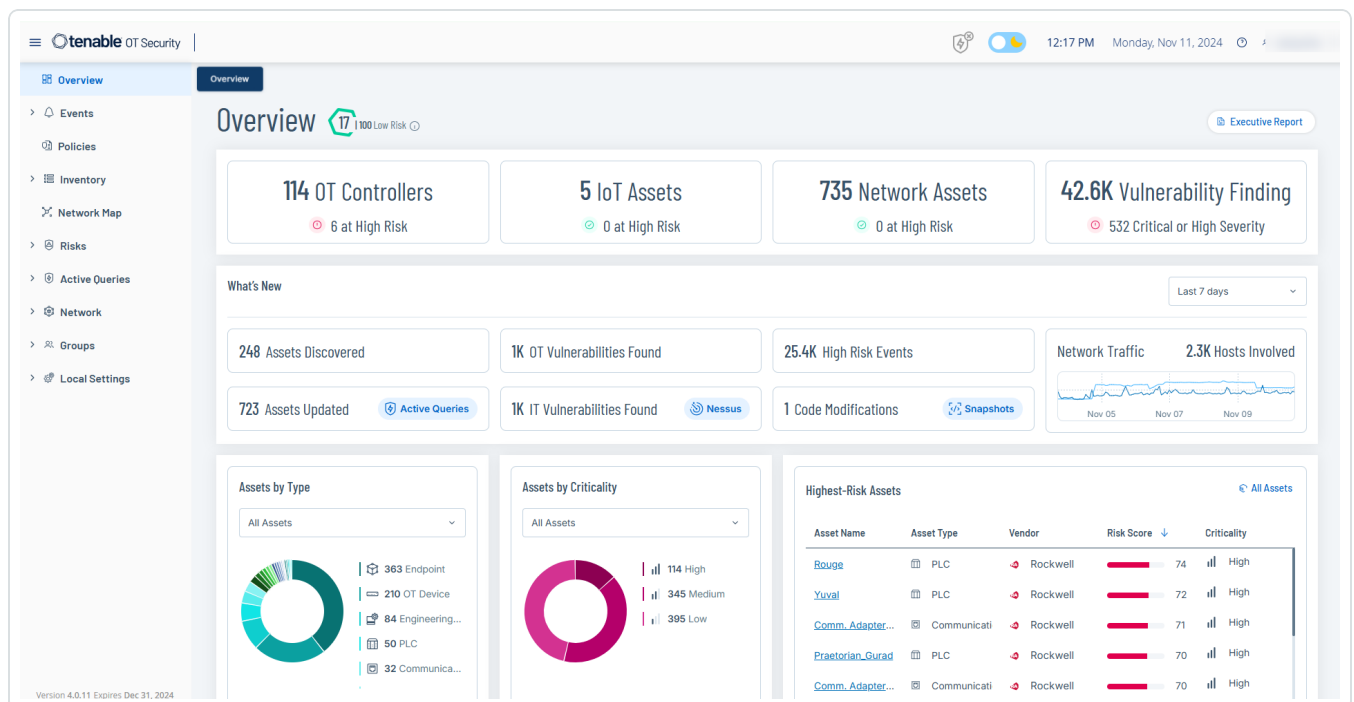 tenable OT Security
12:17 PM Monday, Nov 11, 2024
Overview
Events
Policies
Inventory
Network Map
Risks
Active Queries
Network
Groups
Local Settings
Version 4.0.11 Expires Dec 31, 2024
Overview
Overview 17 | 100 Low Risk
Executive Report
114 OT Controllers
6 at High Risk
5 IoT Assets
0 at High Risk
735 Network Assets
0 at High Risk
42.6K Vulnerability Finding
532 Critical or High Severity
What's New
Last 7 days
248 Assets Discovered
1K OT Vulnerabilities Found
25.4K High Risk Events
723 Assets Updated Active Queries
1K IT Vulnerabilities Found Nessus
1 Code Modifications Snapshots
Network Traffic 2.3K Hosts Involved
Nov 05 Nov 07 Nov 09
Assets by Type
All Assets
363 Endpoint
210 OT Device
84 Engineering...
50 PLC
32 Communica...
Assets by Criticality
All Assets
114 High
345 Medium
395 Low
Highest-Risk Assets
All Assets
Asset Name Asset Type Vendor Risk Score Criticality
Rouge PLC Rockwell 74 High
Yuval PLC Rockwell 72 High
Comm. Adapter... Communicati Rockwell 71 High
Praetorian_Gurad PLC Rockwell 70 High
Comm. Adapter... Communicati Rockwell 70 High